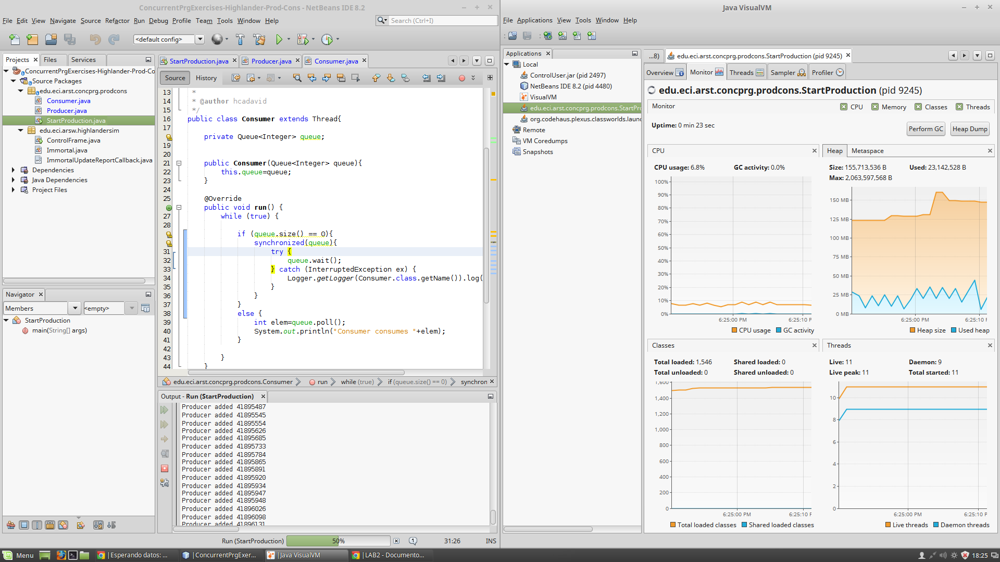 ConcurrentPrgExercises-Highlander-Prod-Cons - NetBeans IDE 8.2
File Edit View Navigate Source Refactor Run Debug Profile Team Tools Window Help
Search (Ctrl+I)
<default config>
Projects Files Services
ConcurrentPrgExercises-Highlander-Prod-Co
Source Packages
edu.eci.arst.concprg.prodcons
Consumer.java
Producer.java
StartProduction.java
edu.eci.arsw.highlandersim
ControlFrame.java
Immortal.java
ImmortalUpdateReportCallback.java
Dependencies
Java Dependencies
Project Files
Navigator
Members <empty>
StartProduction
main(String[] args)
StartProduction.java Producer.java Consumer.java
Source History
13 *
14 * @author hcadavid
15 */
16 public class Consumer extends Thread{
17
private Queue<Integer> queue;
19
20
21 public Consumer(Queue<Integer> queue){
22 this.queue=queue;
23 }
24
25 @Override
public void run() {
27 while (true) {
28
if (queue.size() == 0){
synchronized(queue){
31 try {
32 queue.wait();
33 } catch (InterruptedException ex) {
34 Logger.getLogger(Consumer.class.getName()).log(
35 }
36 }
37 }
38 else {
39 int elem=queue.poll();
40 System.out.println("Consumer consumes "+elem);
41 }
42
43 }
44 }
edu.eci.arst.concprg.prodcons.Consumer run while (true) if (queue.size() == 0) synchron
Output - Run (StartProduction)
Producer added 41895487
Producer added 41895545
Producer added 41895554
Producer added 41895626
Producer added 41895685
Producer added 41895733
Producer added 41895784
Producer added 41895865
Producer added 41895891
Producer added 41895920
Producer added 41895934
Producer added 41895947
Producer added 41895948
Producer added 41896026
Producer added 41896098
Producer added 41896131
Run (StartProduction) 50% 1 31:26 INS
Java VisualVM
File Applications View Tools Window Help
Applications
Local
ControlUser.jar (pid 2497)
NetBeans IDE 8.2 (pid 4480)
VisualVM
edu.eci.arst.concprg.prodcons.StartPro
org.codehaus.plexus.classworlds.laund
Remote
VM Coredumps
Snapshots
...8) edu.eci.arst.concprg.prodcons.StartProduction (pid 9245)
Overview Monitor Threads Sampler Profiler
edu.eci.arst.concprg.prodcons.StartProduction (pid 9245)
Monitor CPU Memory Classes Threads
Uptime: 0 min 23 sec Perform GC Heap Dump
CPU
CPU usage: 6.8% GC activity: 0.0%
100%
90%
80%
70%
60%
50%
40%
30%
20%
10%
0%
6:25:00 PM 6:25:10 P
CPU usage GC activity
Heap Metaspace
Size: 155,713,536 B Used: 23,142,528 B
Max: 2,063,597,568 B
150 MB
125 MB
100 MB
75 MB
50 MB
25 MB
0 MB
6:25:00 PM 6:25:10 P
Heap size Used heap
Classes
Total loaded: 1,546 Shared loaded: 0
Total unloaded: 0 Shared unloaded: 0
1,600
1,400
1,200
1,000
800
600
400
200
0
6:25:00 PM 6:25:10 P
Total loaded classes Shared loaded classes
Threads
Live: 11 Daemon: 9
Live peak: 11 Total started: 11
10
8
6
4
2
0
6:25:00 PM 6:25:10 P
Live threads Daemon threads
Menu | Esperando datos: ... | ConcurrentPrgExer... | Java VisualVM | LAB2 - Documento... 18:25